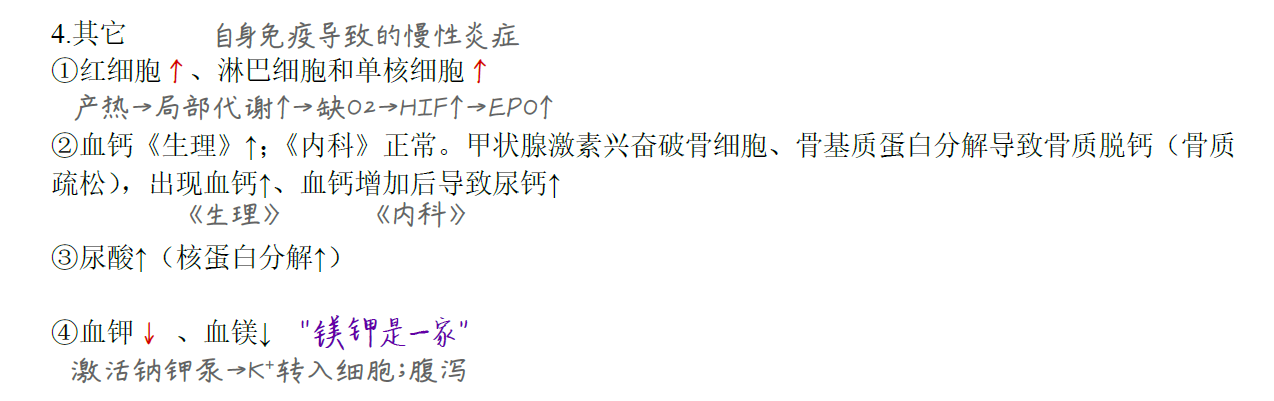 4.其它 自身免疫导致的慢性炎症
①红细胞↑、淋巴细胞和单核细胞↑
产热→局部代谢↑→缺O2→HIF↑→EPO↑
②血钙《生理》↑；《内科》正常。甲状腺激素兴奋破骨细胞、骨基质蛋白分解导致骨质脱钙（骨质
疏松），出现血钙↑、血钙增加后导致尿钙↑
《生理》 《内科》
③尿酸↑（核蛋白分解↑）
④血钾↓、血镁↓ "镁钾是一家"
激活钠钾泵→K⁺转入细胞；腹泻